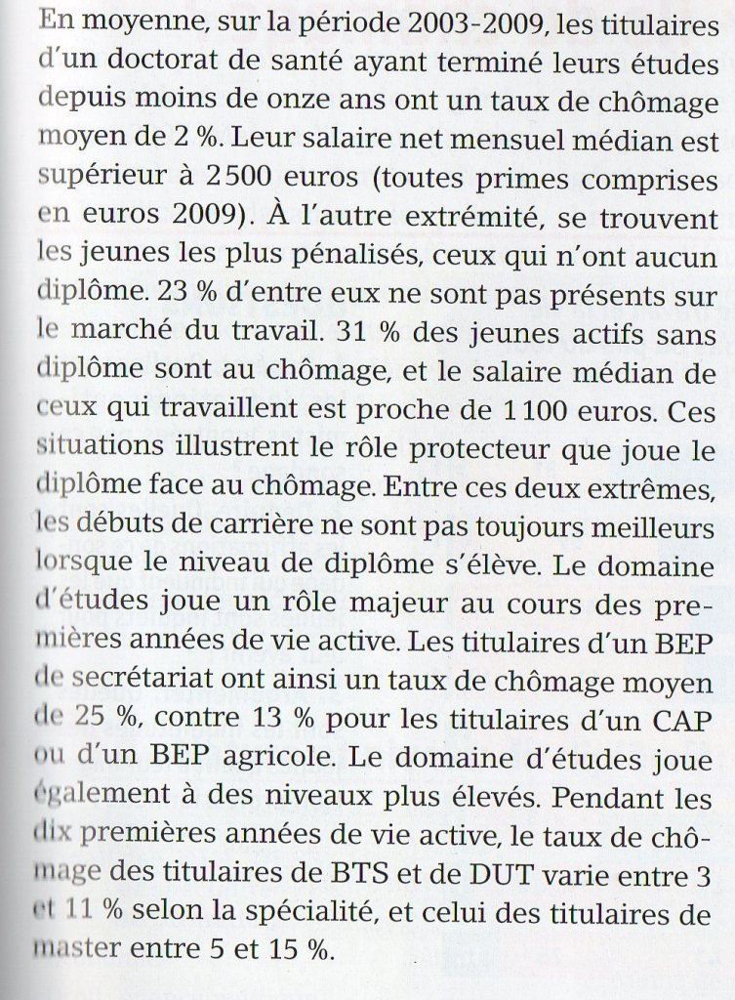 En moyenne, sur la période 2003-2009, les titulaires
d'un doctorat de santé ayant terminé leurs études
depuis moins de onze ans ont un taux de chômage
moyen de 2 %. Leur salaire net mensuel médian est
supérieur à 2 500 euros (toutes primes comprises
en euros 2009). À l'autre extrémité, se trouvent
les jeunes les plus pénalisés, ceux qui n'ont aucun
diplôme. 23 % d'entre eux ne sont pas présents sur
le marché du travail. 31 % des jeunes actifs sans
diplôme sont au chômage, et le salaire médian de
ceux qui travaillent est proche de 1 100 euros. Ces
situations illustrent le rôle protecteur que joue le
diplôme face au chômage. Entre ces deux extrêmes,
les débuts de carrière ne sont pas toujours meilleurs
lorsque le niveau de diplôme s'élève. Le domaine
d'études joue un rôle majeur au cours des pre-
mières années de vie active. Les titulaires d'un BEP
de secrétariat ont ainsi un taux de chômage moyen
de 25 %, contre 13 % pour les titulaires d'un CAP
ou d'un BEP agricole. Le domaine d'études joue
également à des niveaux plus élevés. Pendant les
dix premières années de vie active, le taux de chô-
mage des titulaires de BTS et de DUT varie entre 3
et 11 % selon la spécialité, et celui des titulaires de
master entre 5 et 15 %.